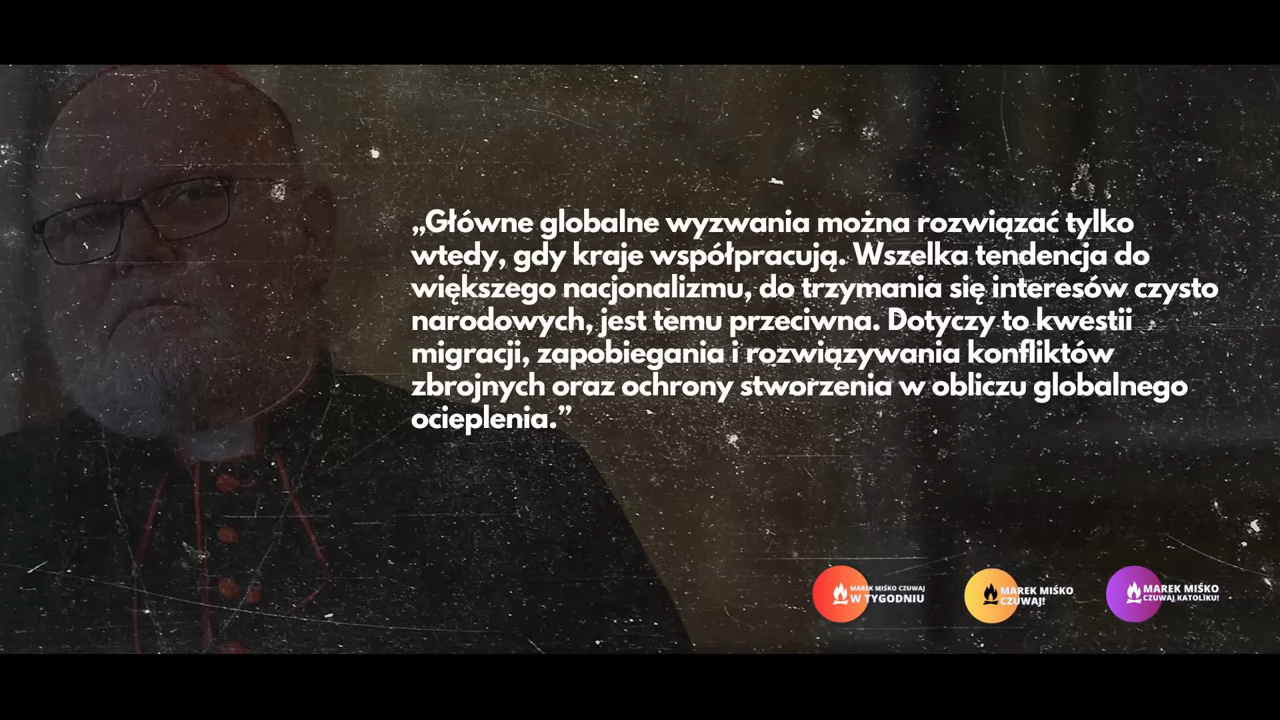 „Główne globalne wyzwania można rozwiązać tylko
wtedy, gdy kraje współpracują. Wszelka tendencja do
większego nacjonalizmu, do trzymania się interesów czysto
narodowych, jest temu przeciwna. Dotyczy to kwestii
migracji, zapobiegania i rozwiązywania konfliktów
zbrojnych oraz ochrony stworzenia w obliczu globalnego
ocieplenia.”
MAREK MIŚKO CZUWAJ
W TYGODNIU
MAREK MIŚKO
CZUWAJ!
MAREK MIŚKO
CZUWAJ KATOLIKU!